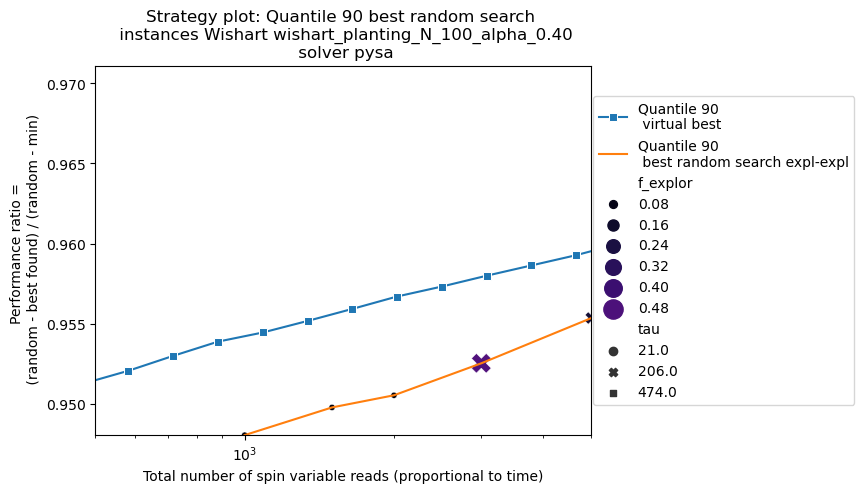 Strategy plot: Quantile 90 best random search
instances Wishart wishart_planting_N_100_alpha_0.40
solver pysa
Performance ratio =
(random - best found) / (random - min)
0.970
0.965
0.960
0.955
0.950
10^3
Total number of spin variable reads (proportional to time)
Quantile 90
virtual best
Quantile 90
best random search expl-expl
f_explor
0.08
0.16
0.24
0.32
0.40
0.48
tau
21.0
206.0
474.0